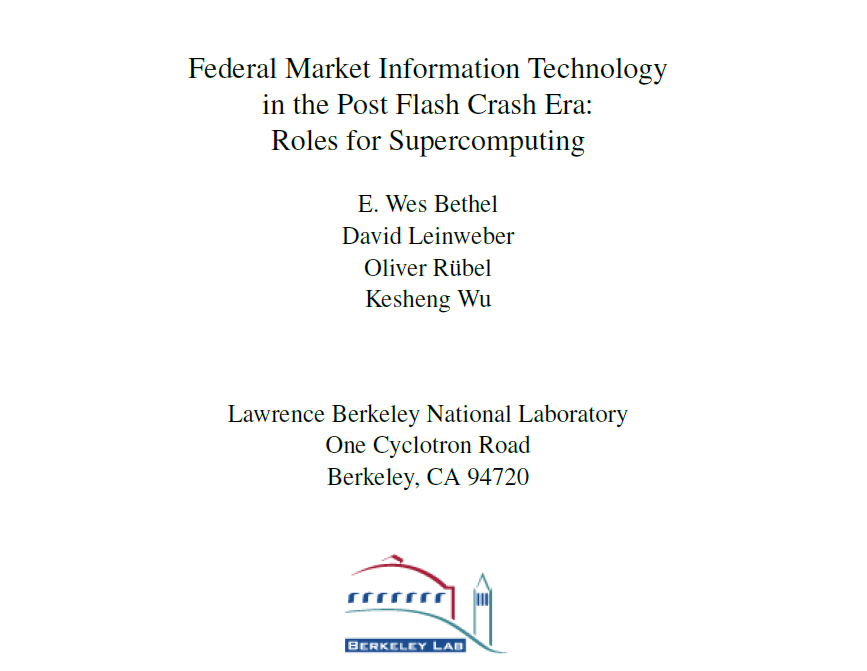 Federal Market Information Technology
in the Post Flash Crash Era:
Roles for Supercomputing
E. Wes Bethel
David Leinweber
Oliver Rübel
Kesheng Wu
Lawrence Berkeley National Laboratory
One Cyclotron Road
Berkeley, CA 94720
BERKELEY LAB